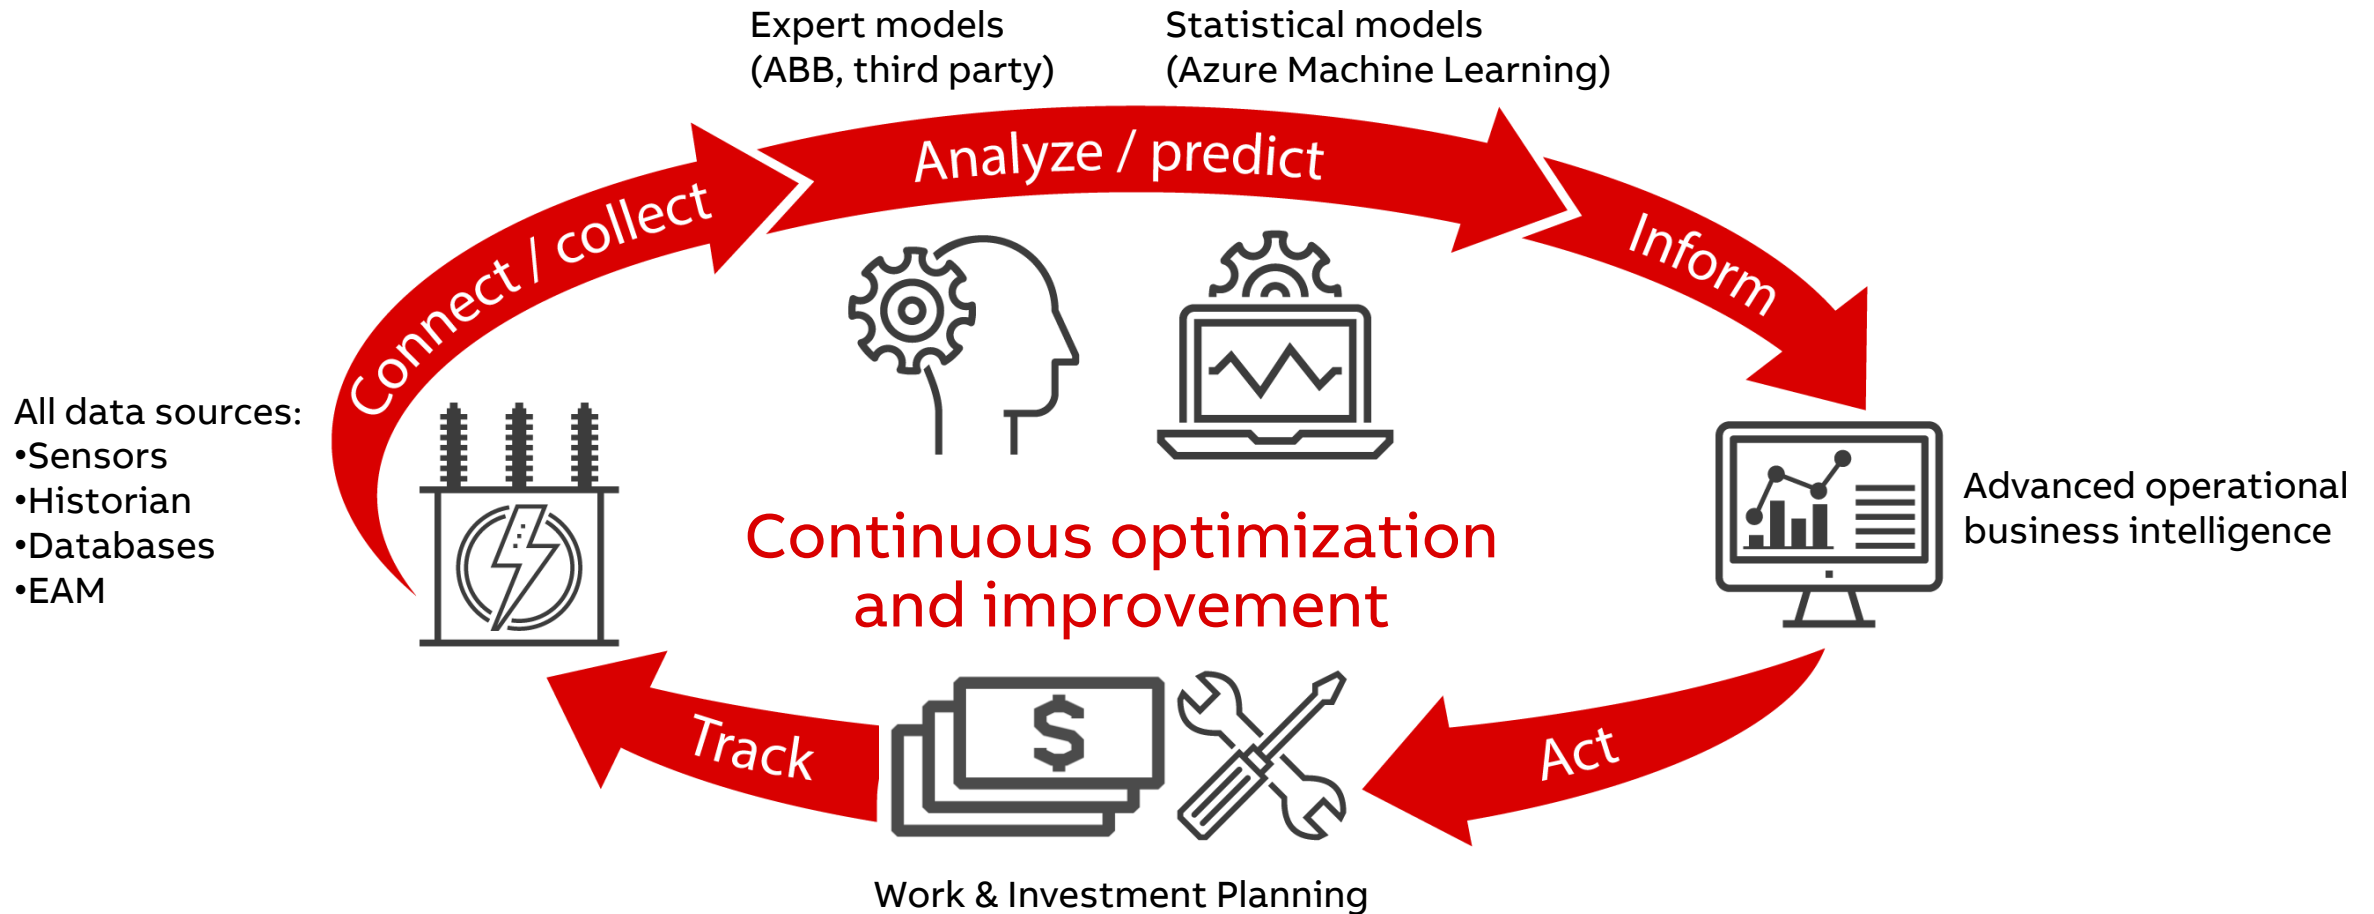 Expert models
(ABB, third party)
Statistical models
(Azure Machine Learning)
Connect / collect
Analyze / predict
Inform
All data sources:
•Sensors
•Historian
•Databases
•EAM
Continuous optimization
and improvement
Advanced operational
business intelligence
Track
$
Act
Work & Investment Planning